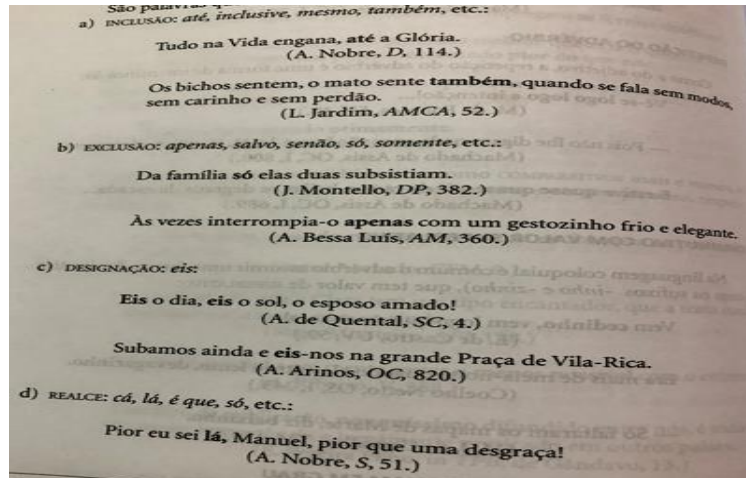 São palavras qu
a) INCLUSÃO: até, inclusive, mesmo, também, etc.:
Tudo na Vida engana, até a Glória.
(A. Nobre, D, 114.)
Os bichos sentem, o mato sente também, quando se fala sem modos,
sem carinho e sem perdão.
(L. Jardim, AMCA, 52.)
b) EXCLUSÃO: apenas, salvo, senão, só, somente, etc.:
Da família só elas duas subsistiam.
(J. Montello, DP, 382.)
Às vezes interrompia-o apenas com um gestozinho frio e elegante.
(A. Bessa Luís, AM, 360.)
c) DESIGNAÇÃO: eis:
Eis o dia, eis o sol, o esposo amado!
(A. de Quental, SC, 4.)
Subamos ainda e eis-nos na grande Praça de Vila-Rica.
(A. Arinos, OC, 820.)
d) REALCE: cá, lá, é que, só, etc.:
Pior eu sei lá, Manuel, pior que uma desgraça!
(A. Nobre, S, 51.)